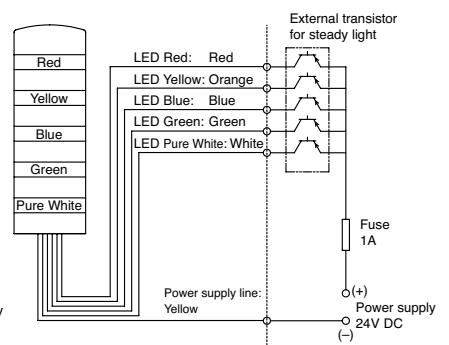 External transistor
for steady light
Red
Yellow
Blue
Green
Pure White
LED Red: Red
LED Yellow: Orange
LED Blue: Blue
LED Green: Green
LED Pure White: White
Fuse
1A
(+)
Power supply
24V DC
(–)
Power supply line:
Yellow
y